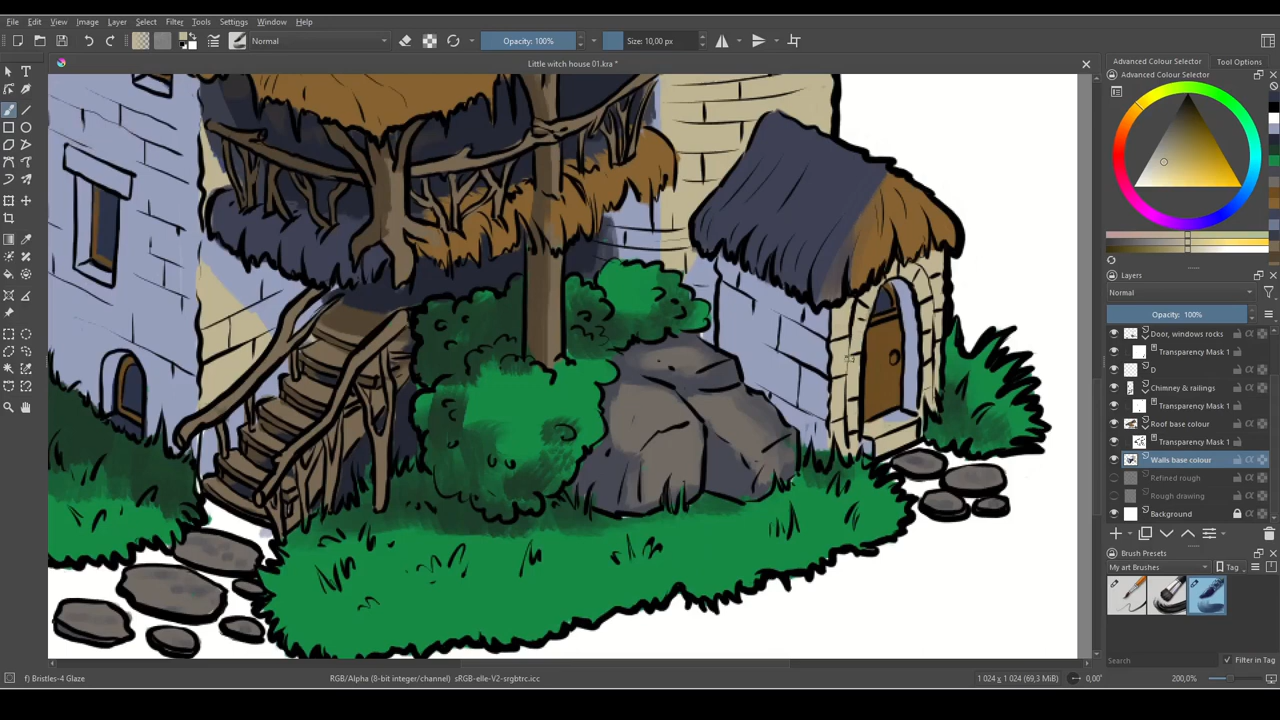 File Edit View Image Layer Select Filter Tools Settings Window Help
Normal Opacity: 100% Size: 10,00 px
Little witch house 01.kra *
Advanced Colour Selector Tool Options
Advanced Colour Selector
Layers
Normal
Opacity: 100%
Door, windows rocks
Transparency Mask 1
D
Chimney & railings
Transparency Mask 1
Roof base colour
Transparency Mask 1
Walls base colour
Refined rough
Rough drawing
Background
Brush Presets
My art Brushes Tag
Search Filter in Tag
f) Bristles-4 Glaze RGB/Alpha (8-bit integer/channel) sRGB-elle-V2-srgbtrc.icc 1 024 x 1 024 (69,3 MiB) 0,00° 200,0%